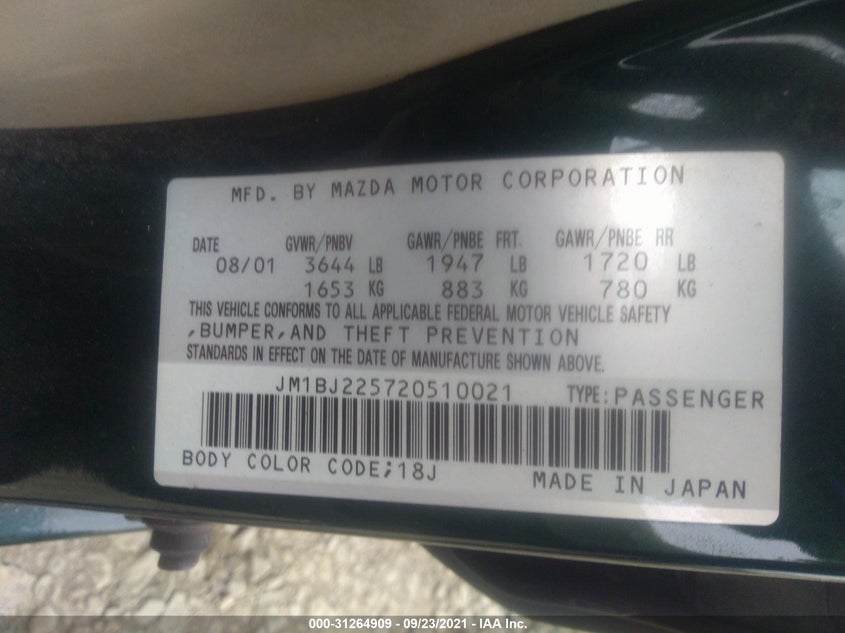 MFD. BY MAZDA MOTOR CORPORATION
DATE GVWR/PNBV GAWR/PNBE FRT. GAWR/PNBE RR
08/01 3644 LB 1947 LB 1720 LB
1653 KG 883 KG 780 KG
THIS VEHICLE CONFORMS TO ALL APPLICABLE FEDERAL MOTOR VEHICLE SAFETY
,BUMPER,AND THEFT PREVENTION
STANDARDS IN EFFECT ON THE DATE OF MANUFACTURE SHOWN ABOVE.
JM1BJ225720510021 TYPE:PASSENGER
BODY COLOR CODE;18J MADE IN JAPAN
000-31264909 - 09/23/2021 - IAA Inc.